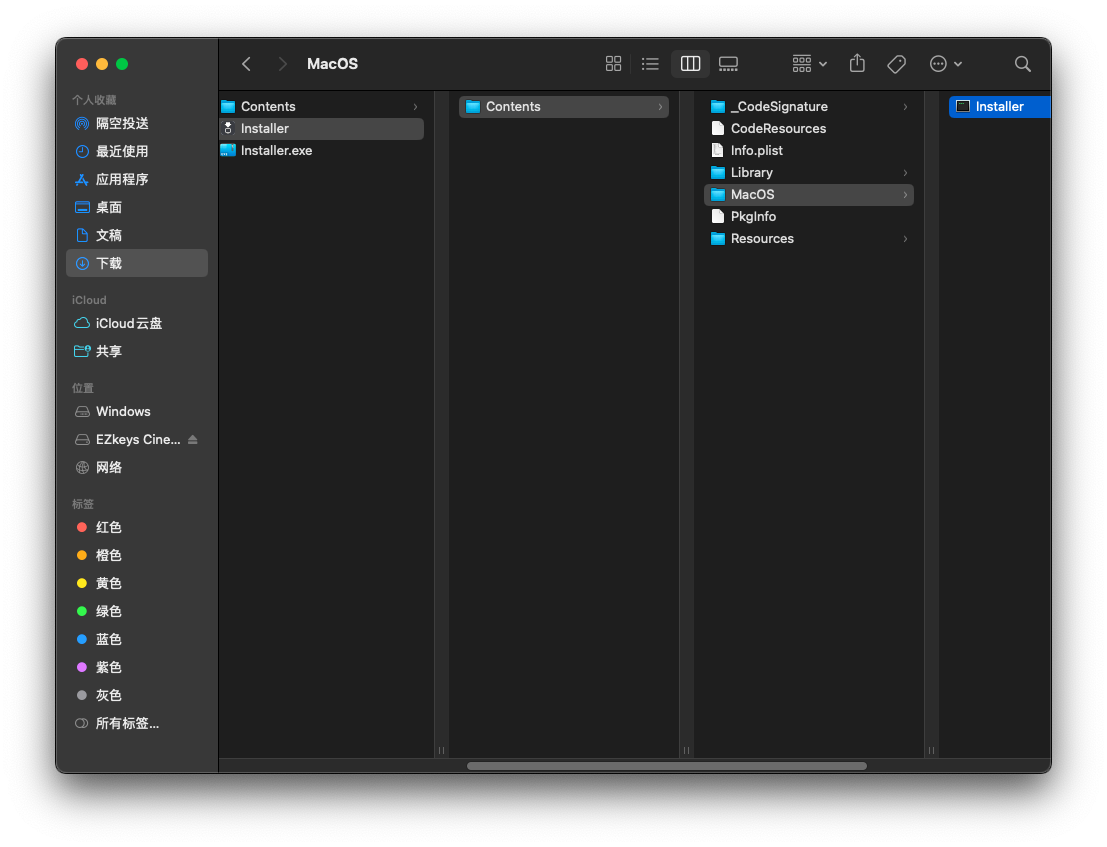 MacOS
个人收藏
隔空投送
最近使用
应用程序
桌面
文稿
下载
iCloud
iCloud云盘
共享
位置
Windows
EZkeys Cine...
网络
标签
红色
橙色
黄色
绿色
蓝色
紫色
灰色
所有标签...
Contents
Installer
Installer.exe
Contents
_CodeSignature
CodeResources
Info.plist
Library
MacOS
PkgInfo
Resources
Installer